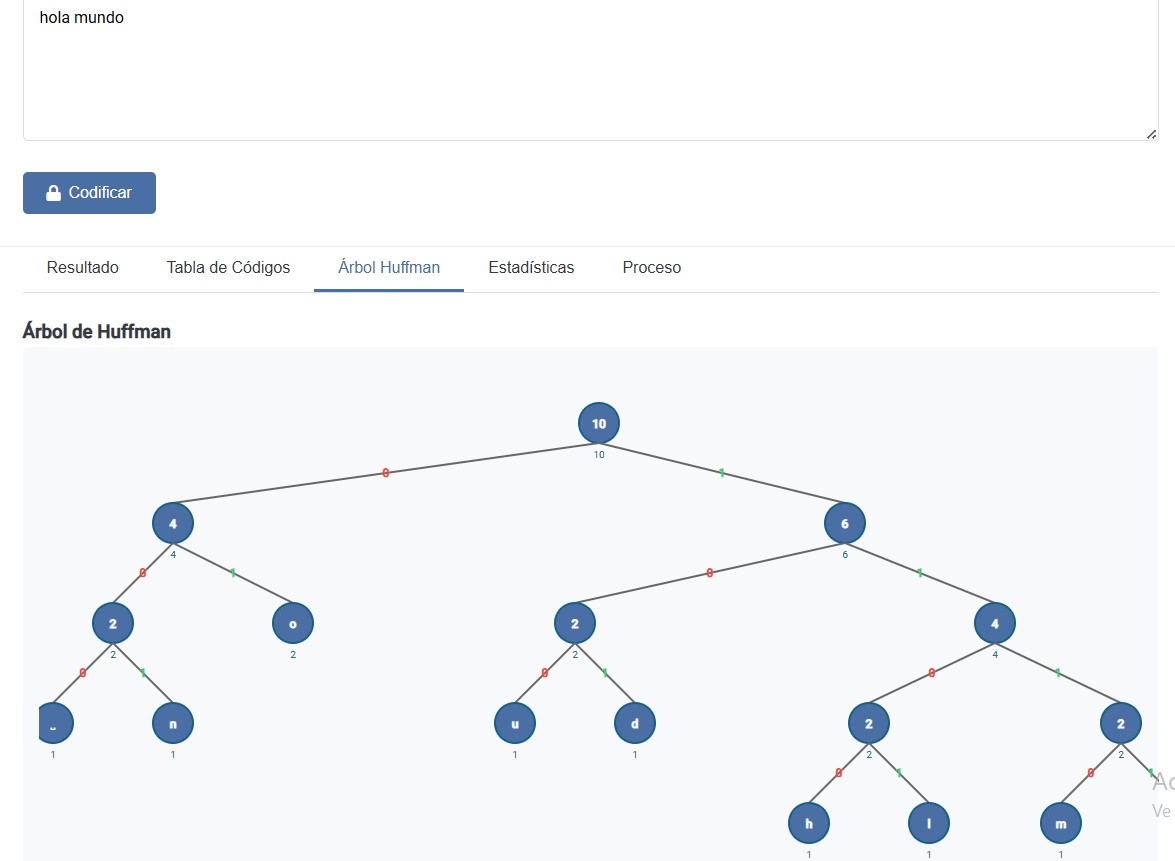 hola mundo
Codificar
Resultado Tabla de Códigos Árbol Huffman Estadísticas Proceso
Árbol de Huffman
10
10
0 1
4 6
4 6
0 1 0 1
2 o 2 4
2 2 2 4
0 1 0 1 0 1
␣ n u d 2 2
1 1 1 1 2 2
0 1 0 1
h l m
1 1 1
Ve